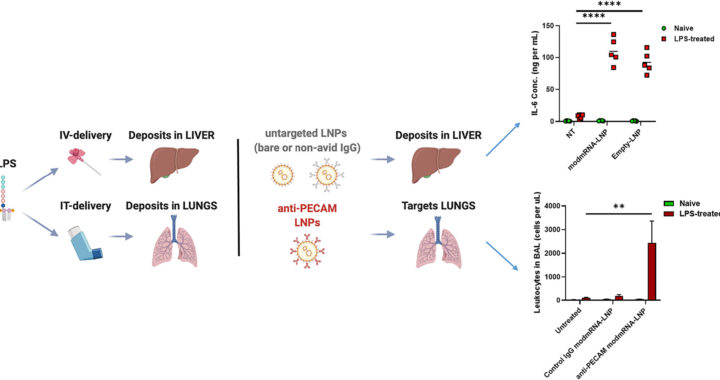 LPS
IV-delivery
Deposits in LIVER
IT-delivery
Deposits in LUNGS
untargeted LNPs
(bare or non-avid IgG)
Deposits in LIVER
anti-PECAM
LNPs
Targets LUNGS
****
****
Naive
LPS-treated
IL-6 Conc. (ng per mL)
150
100
50
0
NT
modmRNA-LNP
Empty-LNP
**
Naive
LPS-treated
Leukocytes in BAL (cells per uL)
5000
4000
3000
2000
1000
0
Untreated
Control IgG modmRNA-LNP
anti-PECAM modmRNA-LNP